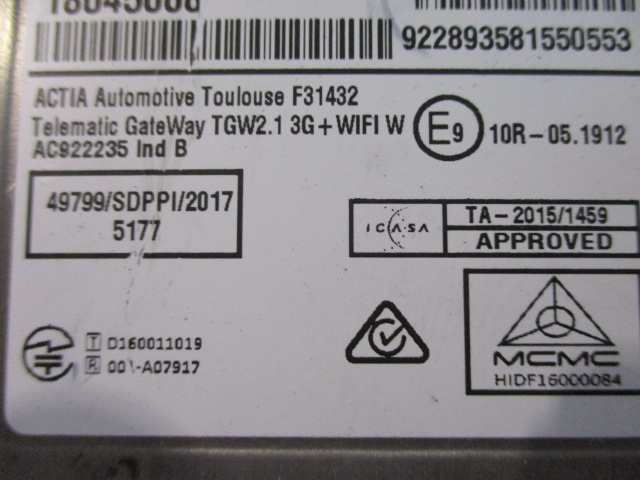 922893581550553
ACTIA Automotive Toulouse F31432
Telematic GateWay TGW2.1 3G+WIFI W
AC922235 Ind B
E9 10R-05.1912
49799/SDPPI/2017
5177
ICASA
TA-2015/1459
APPROVED
T D160011019
R 001-A07917
MCMC
HIDF16000084